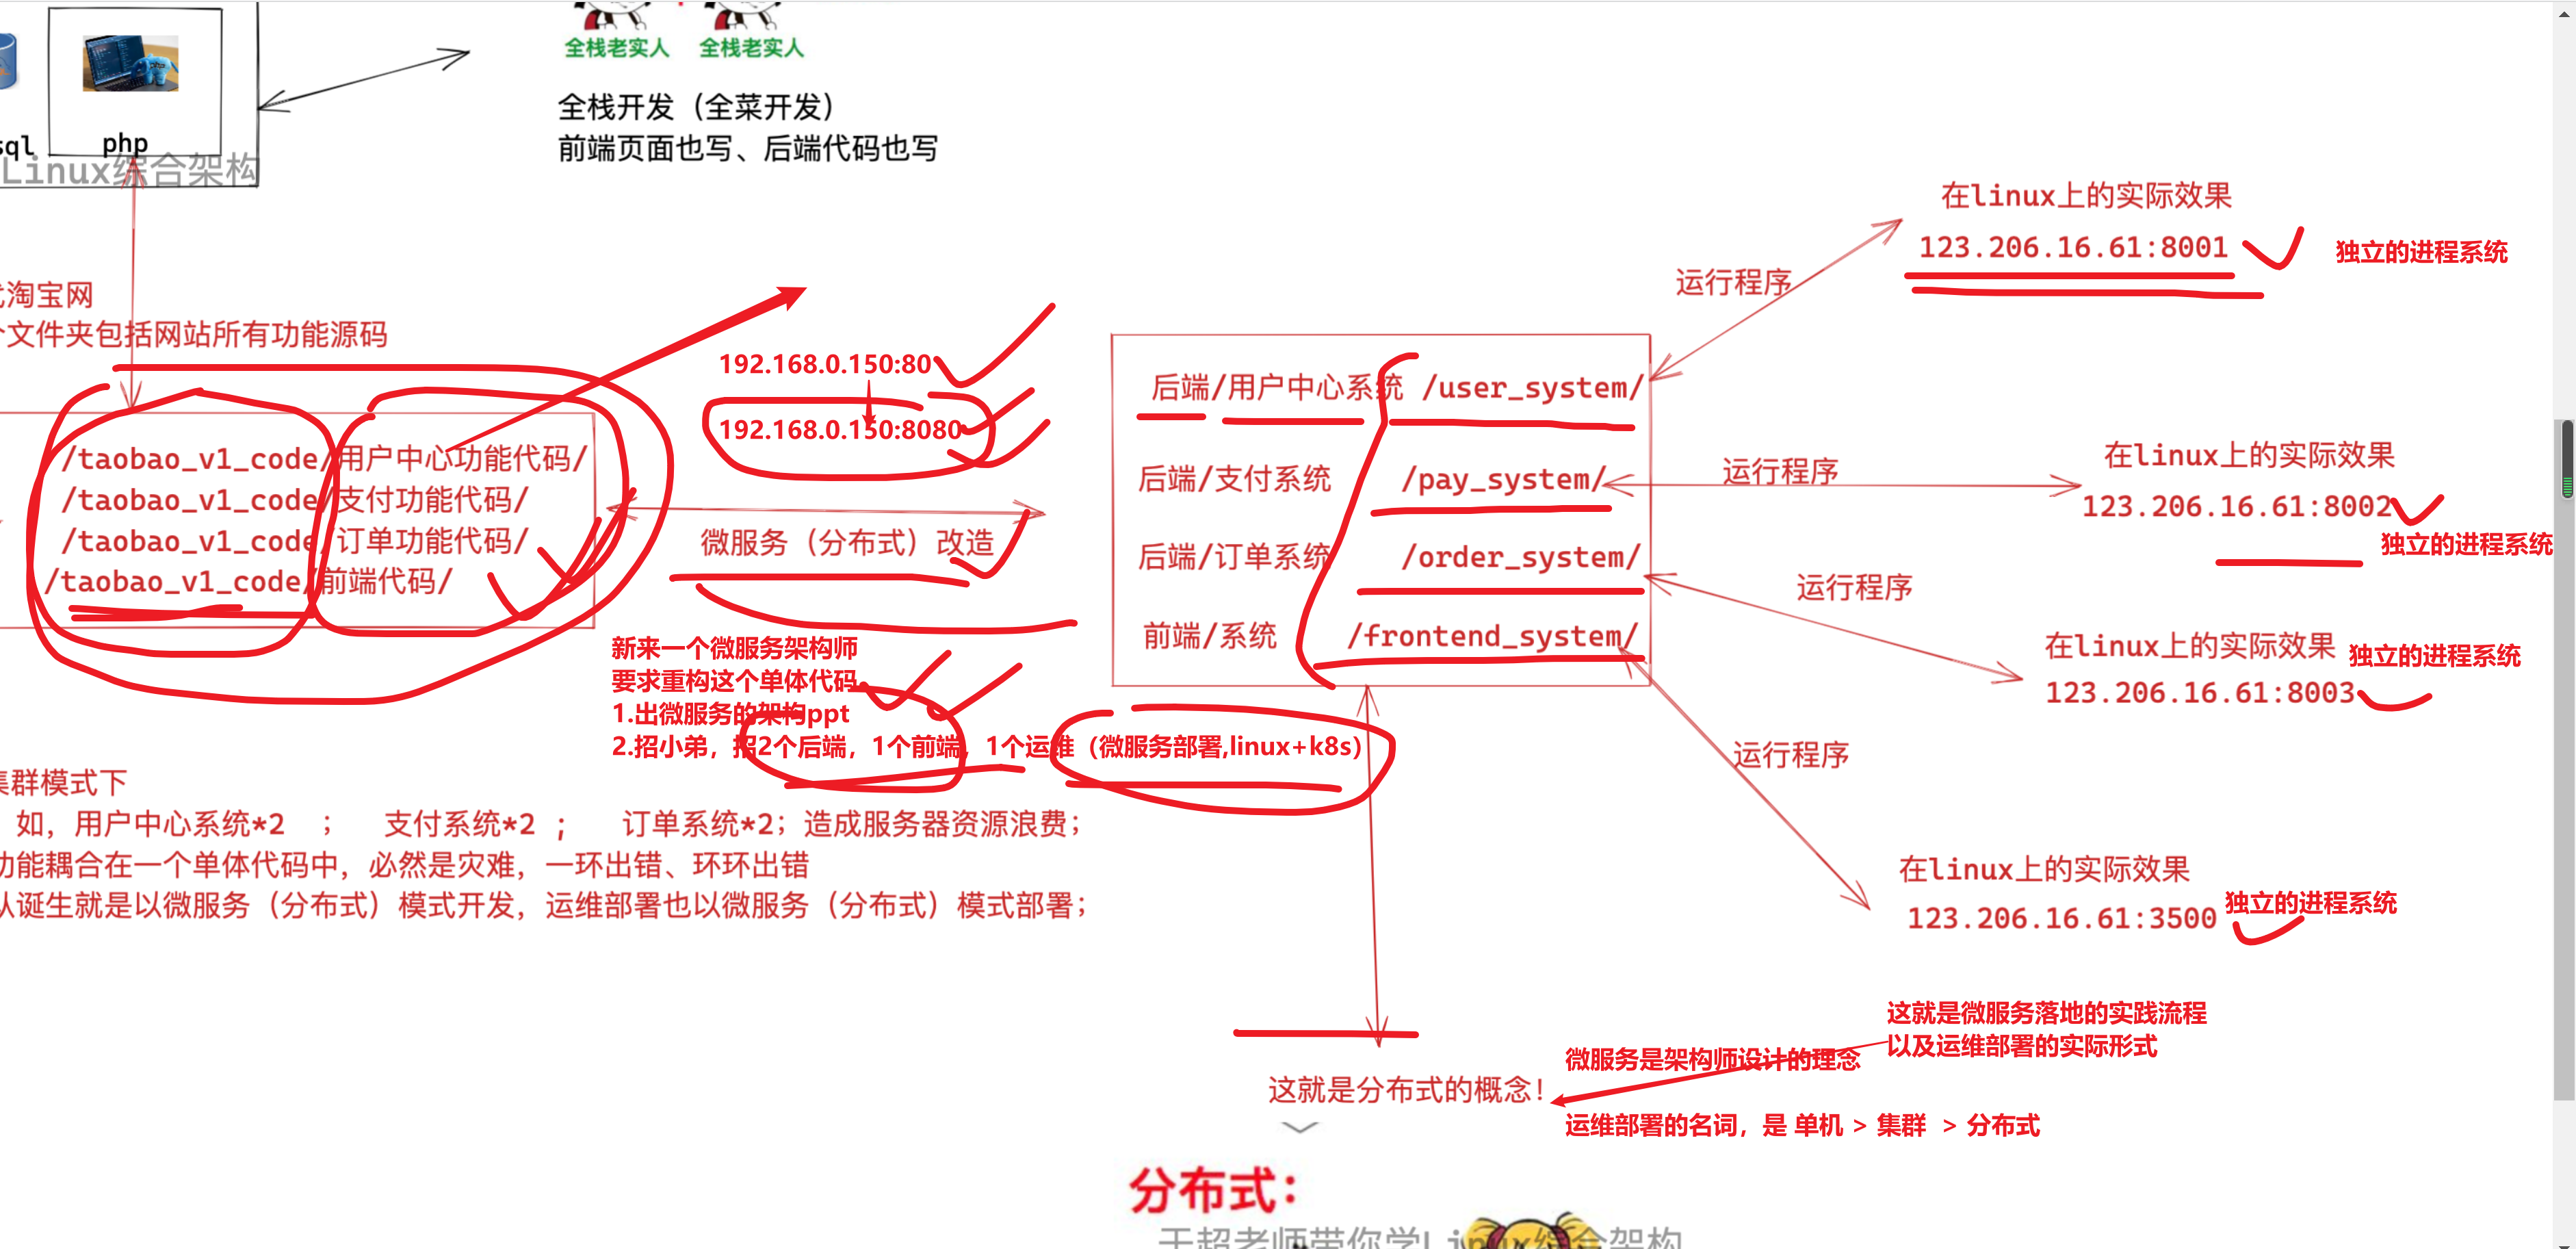 全栈老实人 全栈老实人
全栈开发（全菜开发）
前端页面也写、后端代码也写
sql
php
Linux综合架构
淘宝网
文件夹包括网站所有功能源码
/taobao_v1_code/用户中心功能代码/
/taobao_v1_code/支付功能代码/
/taobao_v1_code/订单功能代码/
/taobao_v1_code/前端代码/
192.168.0.150:80
192.168.0.150:8080
微服务（分布式）改造
新来一个微服务架构师
要求重构这个单体代码
1.出微服务的架构ppt
2.招小弟，招2个后端，1个前端，1个运维（微服务部署,linux+k8s）
集群模式下
如，用户中心系统*2 ； 支付系统*2 ； 订单系统*2；造成服务器资源浪费；
功能耦合在一个单体代码中，必然是灾难，一环出错、环环出错
从诞生就是以微服务（分布式）模式开发，运维部署也以微服务（分布式）模式部署；
后端/用户中心系统 /user_system/
后端/支付系统 /pay_system/
后端/订单系统 /order_system/
前端/系统 /frontend_system/
运行程序
在linux上的实际效果
123.206.16.61:8001
独立的进程系统
运行程序
在linux上的实际效果
123.206.16.61:8002
独立的进程系统
运行程序
在linux上的实际效果
独立的进程系统
123.206.16.61:8003
运行程序
在linux上的实际效果
123.206.16.61:3500
独立的进程系统
这就是微服务落地的实践流程
以及运维部署的实际形式
微服务是架构师设计的理念
这就是分布式的概念！
运维部署的名词，是 单机 > 集群 > 分布式
分布式：
于超老师带你学Linux综合架构